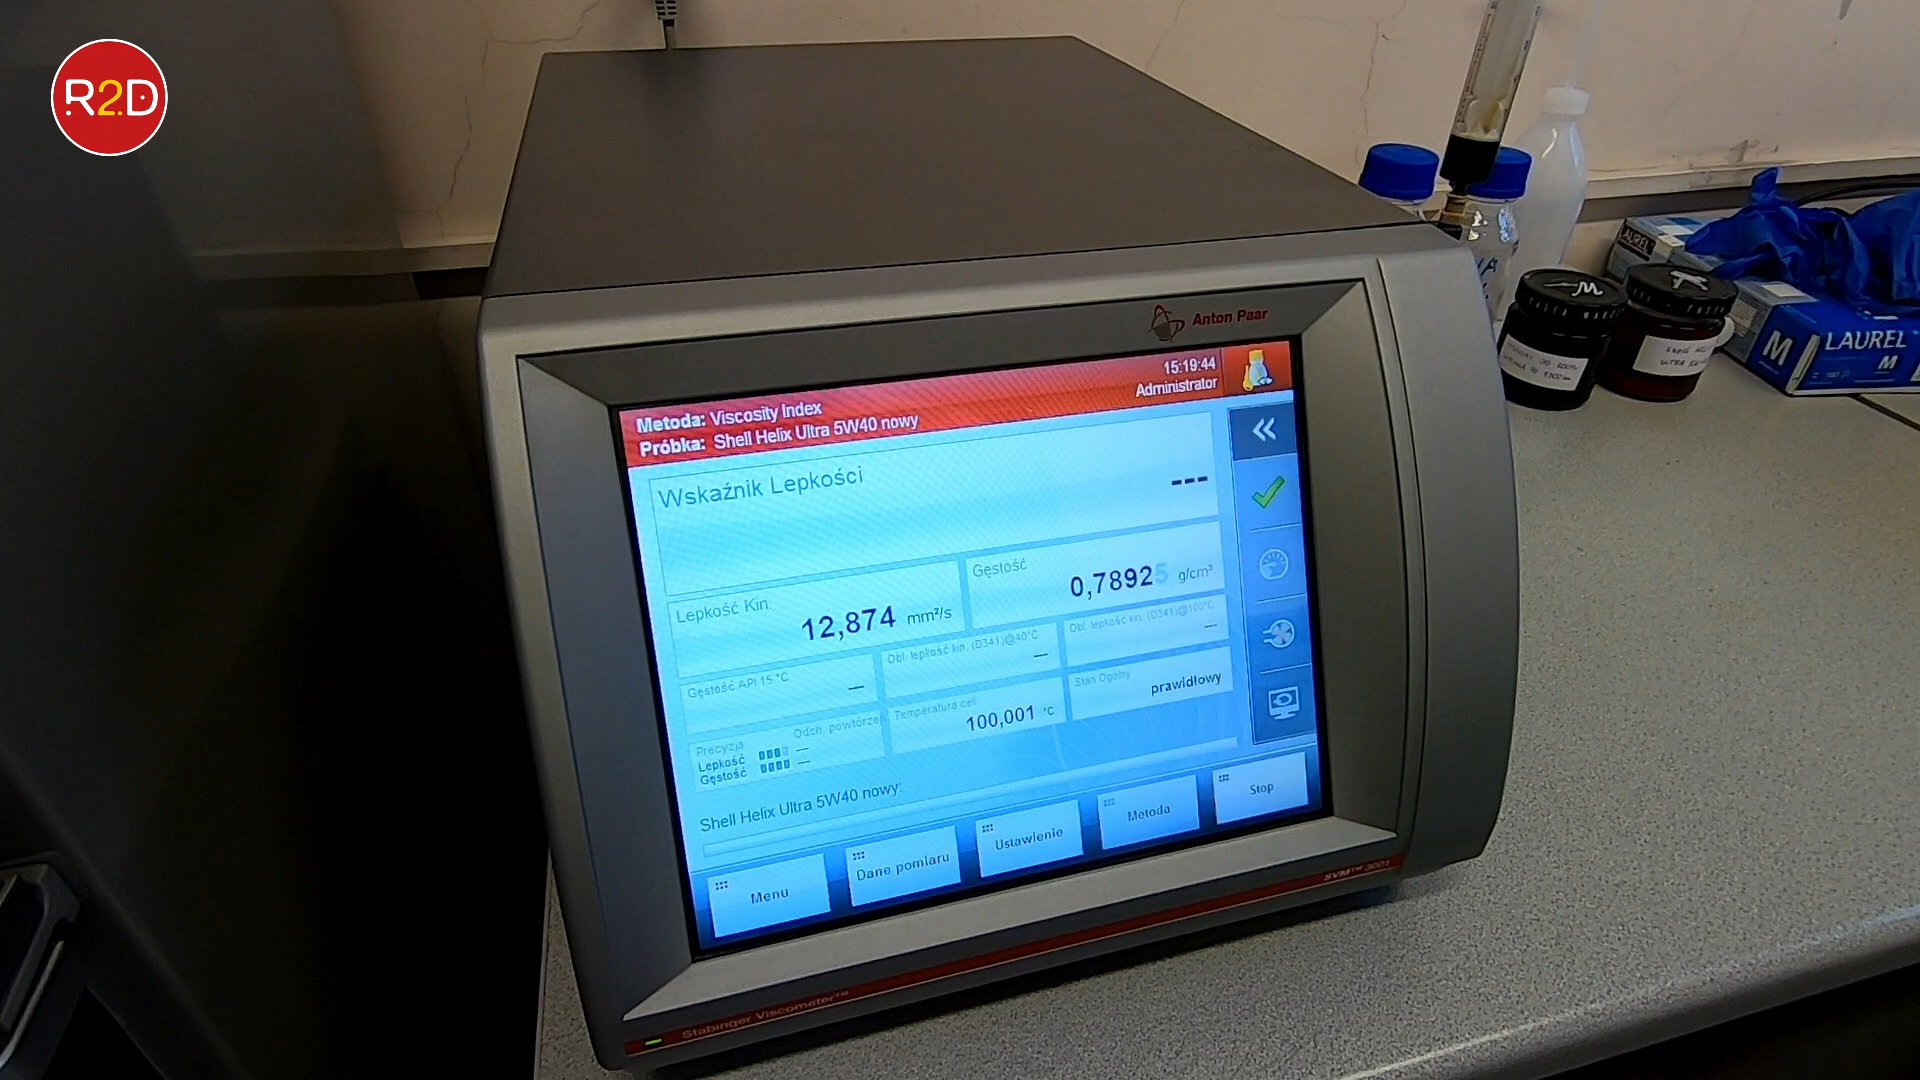 R2D
Anton Paar
15:19:44
Administrator
Metoda: Viscosity Index
Próbka: Shell Helix Ultra 5W40 nowy
Wskaźnik Lepkości
---
Lepkość Kin.
12,874 mm²/s
Gęstość
0,78925 g/cm³
Gęstość API 15 °C
—
Obl. lepkość kin. (D341)@40°C
—
Obl. lepkość kin. (D341)@100°C
—
Precyzja
Odch. powtórzeń
Lepkość —
Gęstość —
Temperatura celi
100,001 °C
Stan Ogólny
prawidłowy
Shell Helix Ultra 5W40 nowy:
Menu
Dane pomiaru
Ustawienie
Metoda
Stop
Stabinger Viscometer™
SVM™ 3001
LAUREL
M
LAUREL
M